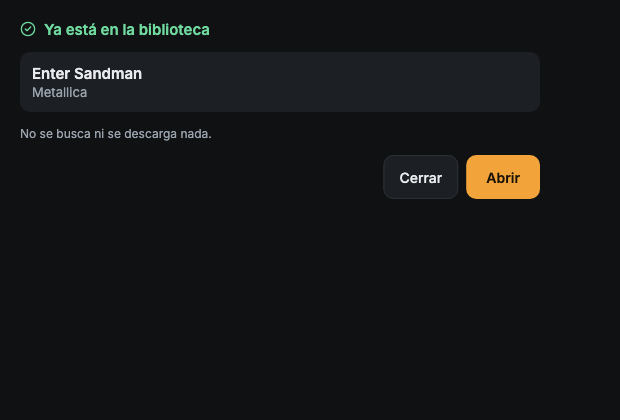 Ya está en la biblioteca
Enter Sandman
Metallica
No se busca ni se descarga nada.
Cerrar
Abrir